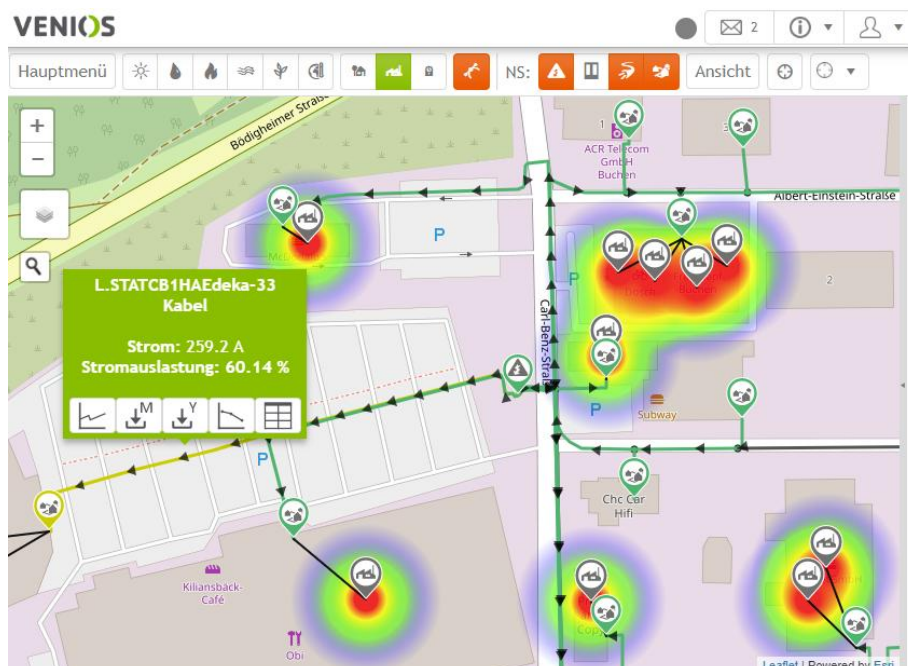 VENIOS
2
Hauptmenü
NS:
Ansicht
+
−
Bödigheimer Straße
1
ACR Telecom
GmbH
Buchen
3
Albert-Einstein-Straße
P
P
2
L.STATCB1HAEdeka-33
Kabel
Strom: 259.2 A
Stromauslastung: 60.14 %
M
Y
Carl-Benz-Straß
P
Subway
P
Chc Car
Hifi
Kiliansbäck-
Café
Obi
Leaflet | Powered by Esri